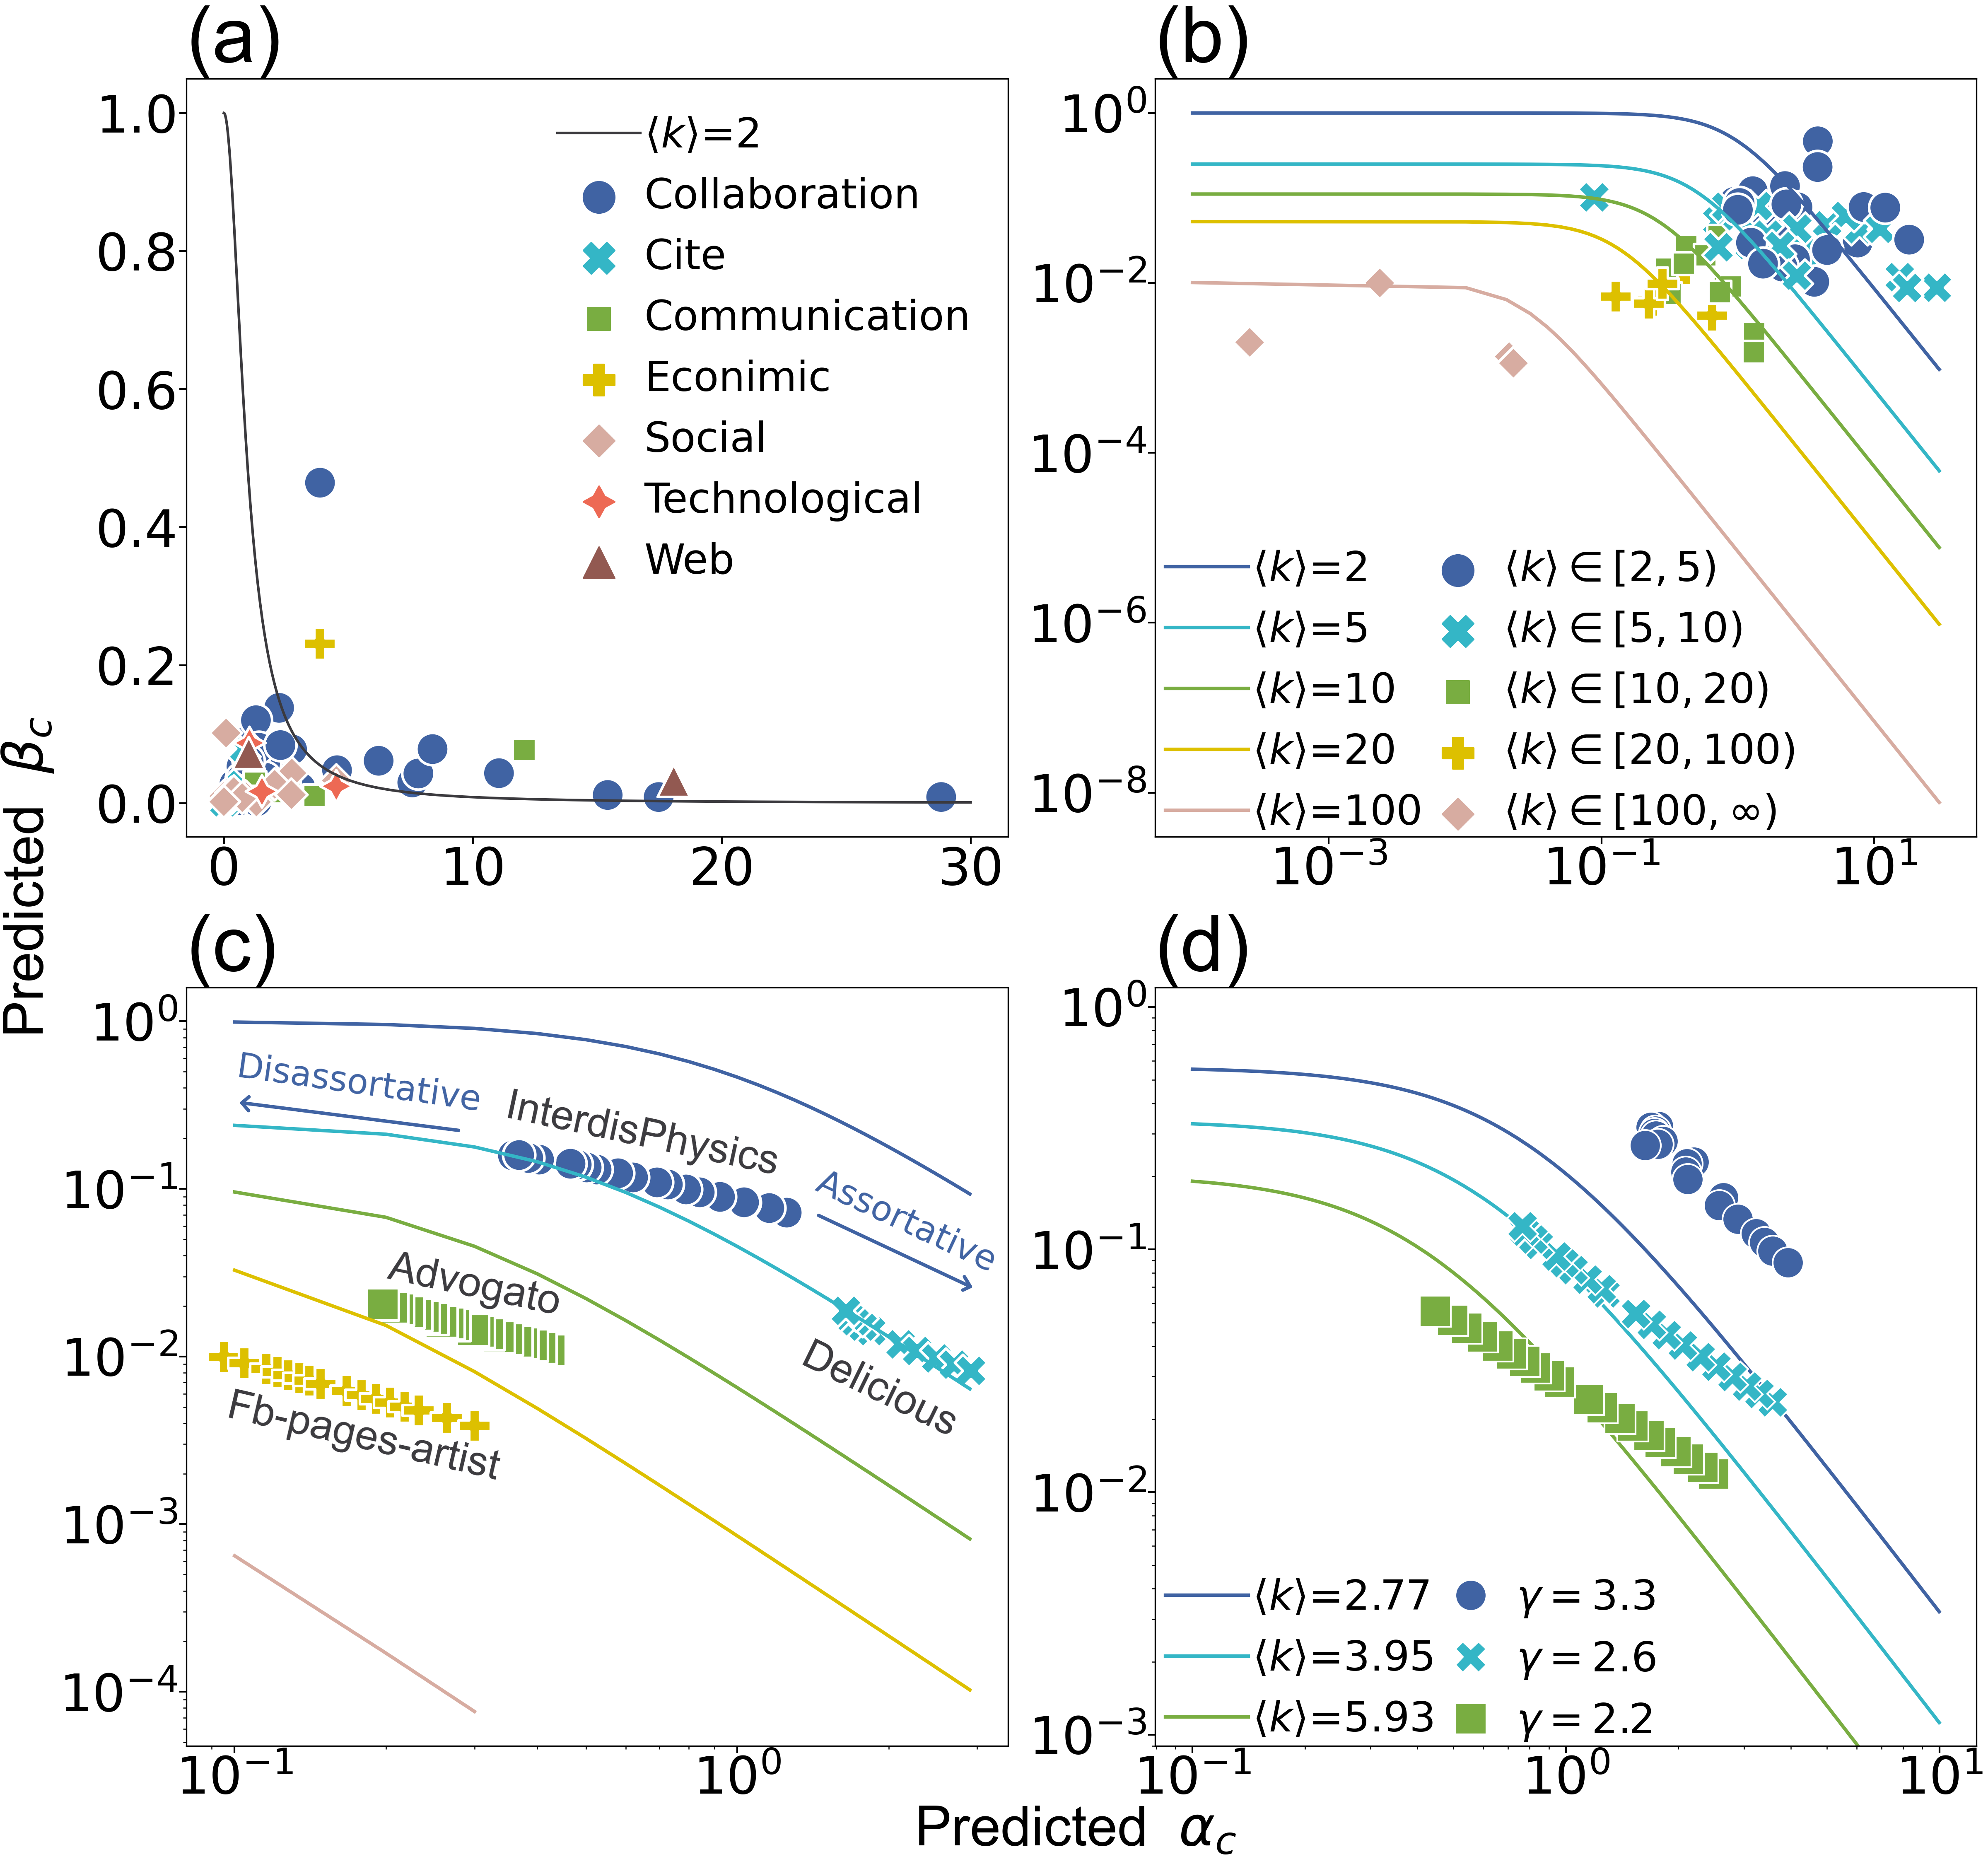 (a)
1.0
0.8
0.6
0.4
0.2
0.0
0
10
20
30
⟨k⟩=2
Collaboration
Cite
Communication
Econimic
Social
Technological
Web
(b)
10⁰
10⁻²
10⁻⁴
10⁻⁶
10⁻⁸
10⁻³
10⁻¹
10¹
⟨k⟩=2
⟨k⟩=5
⟨k⟩=10
⟨k⟩=20
⟨k⟩=100
⟨k⟩ ∈ [2, 5)
⟨k⟩ ∈ [5, 10)
⟨k⟩ ∈ [10, 20)
⟨k⟩ ∈ [20, 100)
⟨k⟩ ∈ [100, ∞)
Predicted β_c
(c)
10⁰
10⁻¹
10⁻²
10⁻³
10⁻⁴
10⁻¹
10⁰
Disassortative
InterdisPhysics
Assortative
Advogato
Delicious
Fb-pages-artist
(d)
10⁰
10⁻¹
10⁻²
10⁻³
10⁻¹
10⁰
10¹
⟨k⟩=2.77
⟨k⟩=3.95
⟨k⟩=5.93
γ = 3.3
γ = 2.6
γ = 2.2
Predicted α_c